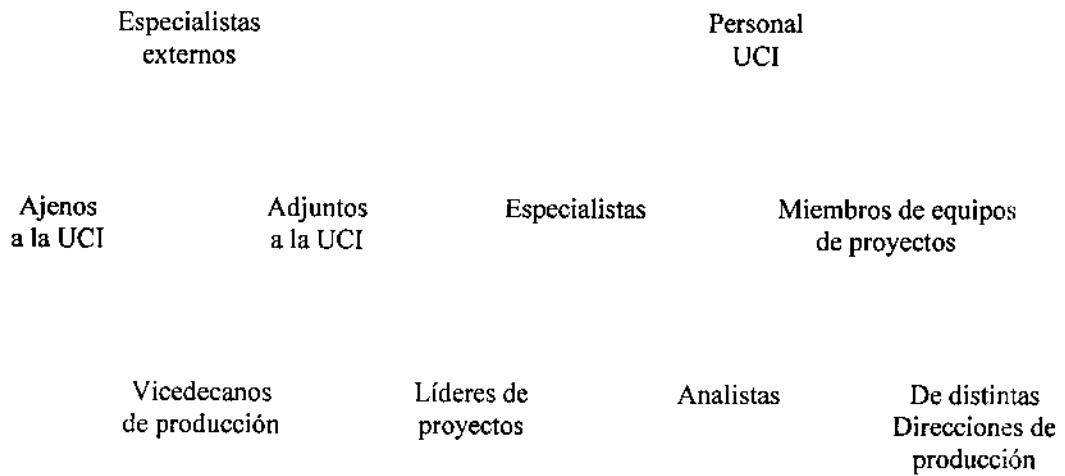 Especialistas
externos
Personal
UCI
Ajenos
a la UCI
Adjuntos
a la UCI
Especialistas
Miembros de equipos
de proyectos
Vicedecanos
de producción
Líderes de
proyectos
Analistas
De distintas
Direcciones de
producción